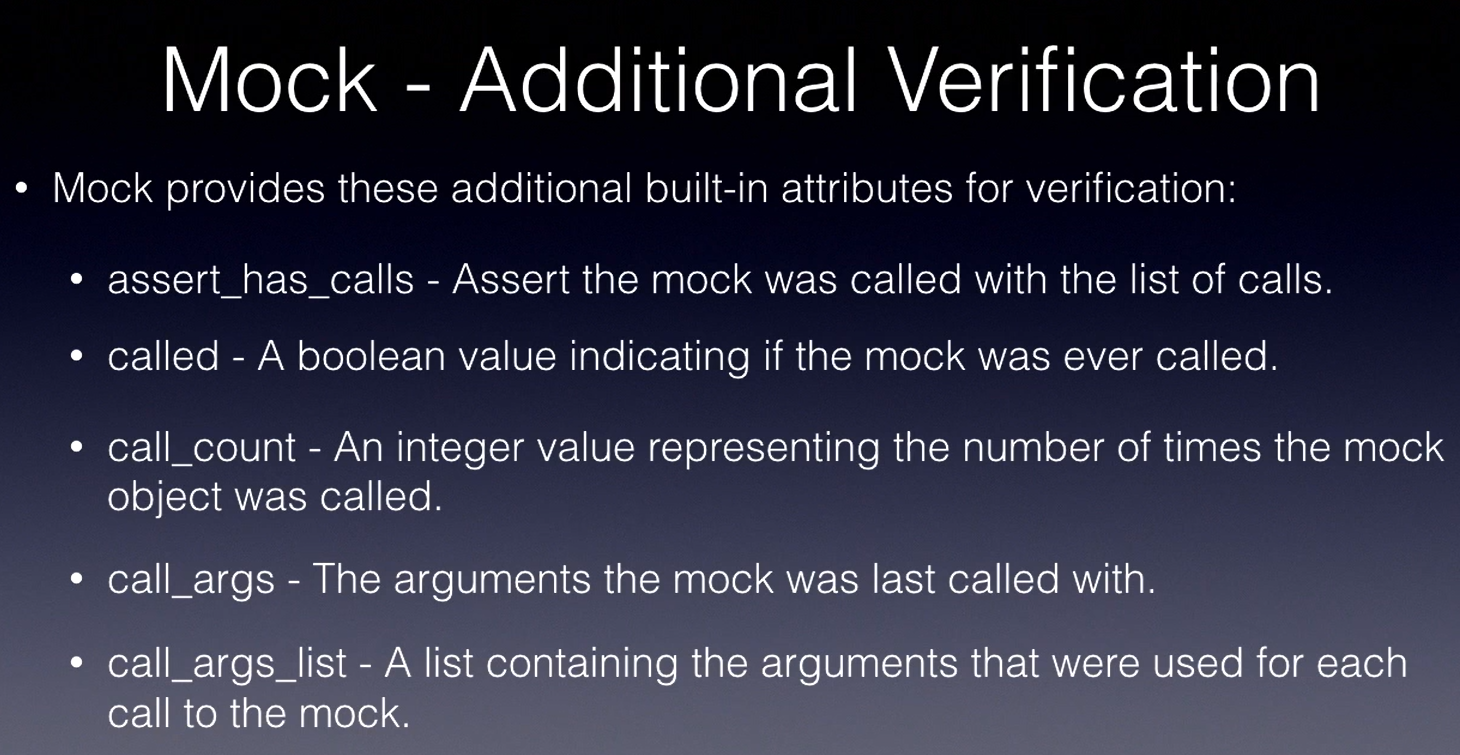 Mock - Additional Verification
• Mock provides these additional built-in attributes for verification:
• assert_has_calls - Assert the mock was called with the list of calls.
• called - A boolean value indicating if the mock was ever called.
• call_count - An integer value representing the number of times the mock
object was called.
• call_args - The arguments the mock was last called with.
• call_args_list - A list containing the arguments that were used for each
call to the mock.